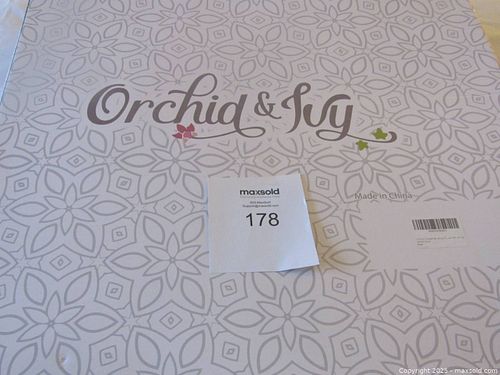 Orchid & Ivy
maxsold
178
Made in China
Copyright 2025 - maxsold.com